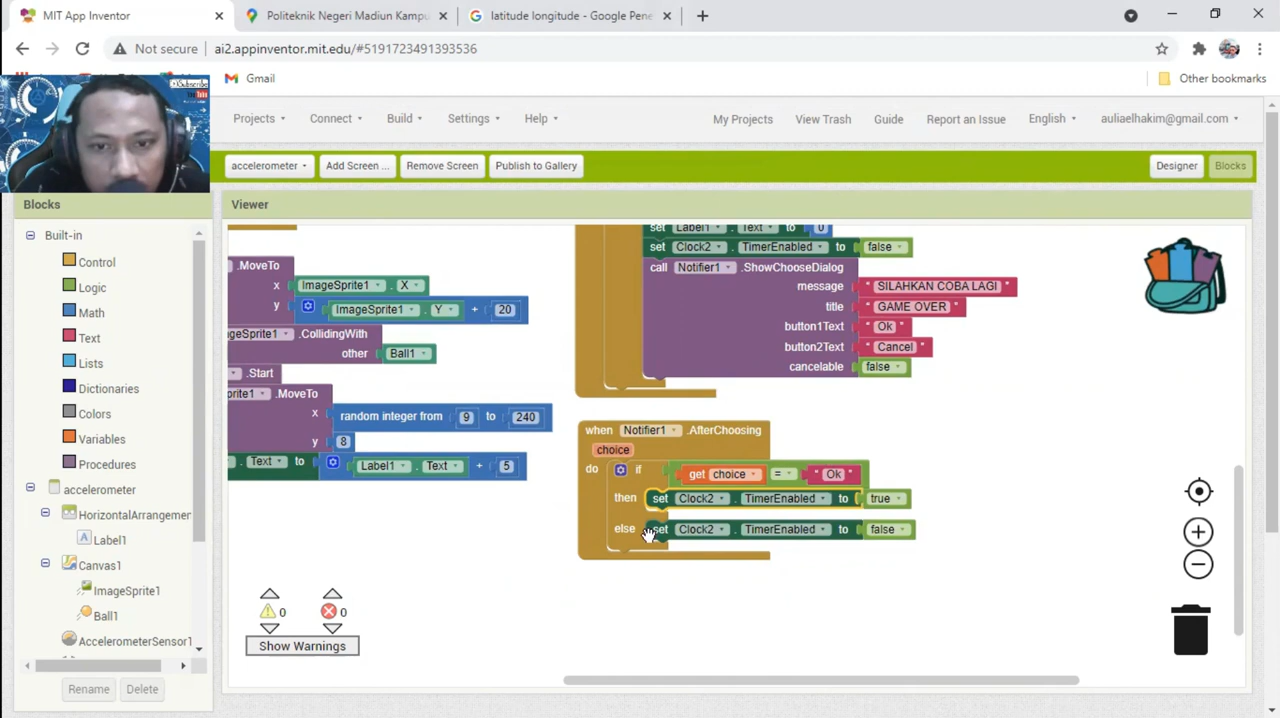 MIT App Inventor
Politeknik Negeri Madiun Kampu
latitude longitude - Google Pene
Not secure
ai2.appinventor.mit.edu/#5191723491393536
Gmail
Other bookmarks
Subscribe
Projects
Connect
Build
Settings
Help
My Projects
View Trash
Guide
Report an Issue
English
auliaelhakim@gmail.com
accelerometer
Add Screen ...
Remove Screen
Publish to Gallery
Designer
Blocks
Blocks
Viewer
Built-in
Control
Logic
Math
Text
Lists
Dictionaries
Colors
Variables
Procedures
accelerometer
HorizontalArrangemer
Label1
Canvas1
ImageSprite1
Ball1
AccelerometerSensor1
Rename
Delete
.MoveTo
x ImageSprite1 . X
y ImageSprite1 . Y + 20
ageSprite1 .CollidingWith
other Ball1
.Start
prite1 .MoveTo
x random integer from 9 to 240
y 8
. Text to Label1 . Text + 5
set Label1 . Text to 0
set Clock2 . TimerEnabled to false
call Notifier1 .ShowChooseDialog
message " SILAHKAN COBA LAGI "
title " GAME OVER "
button1Text " Ok "
button2Text " Cancel "
cancelable false
when Notifier1 .AfterChoosing
choice
do if get choice = " Ok "
then set Clock2 . TimerEnabled to true
else set Clock2 . TimerEnabled to false
0 0
Show Warnings